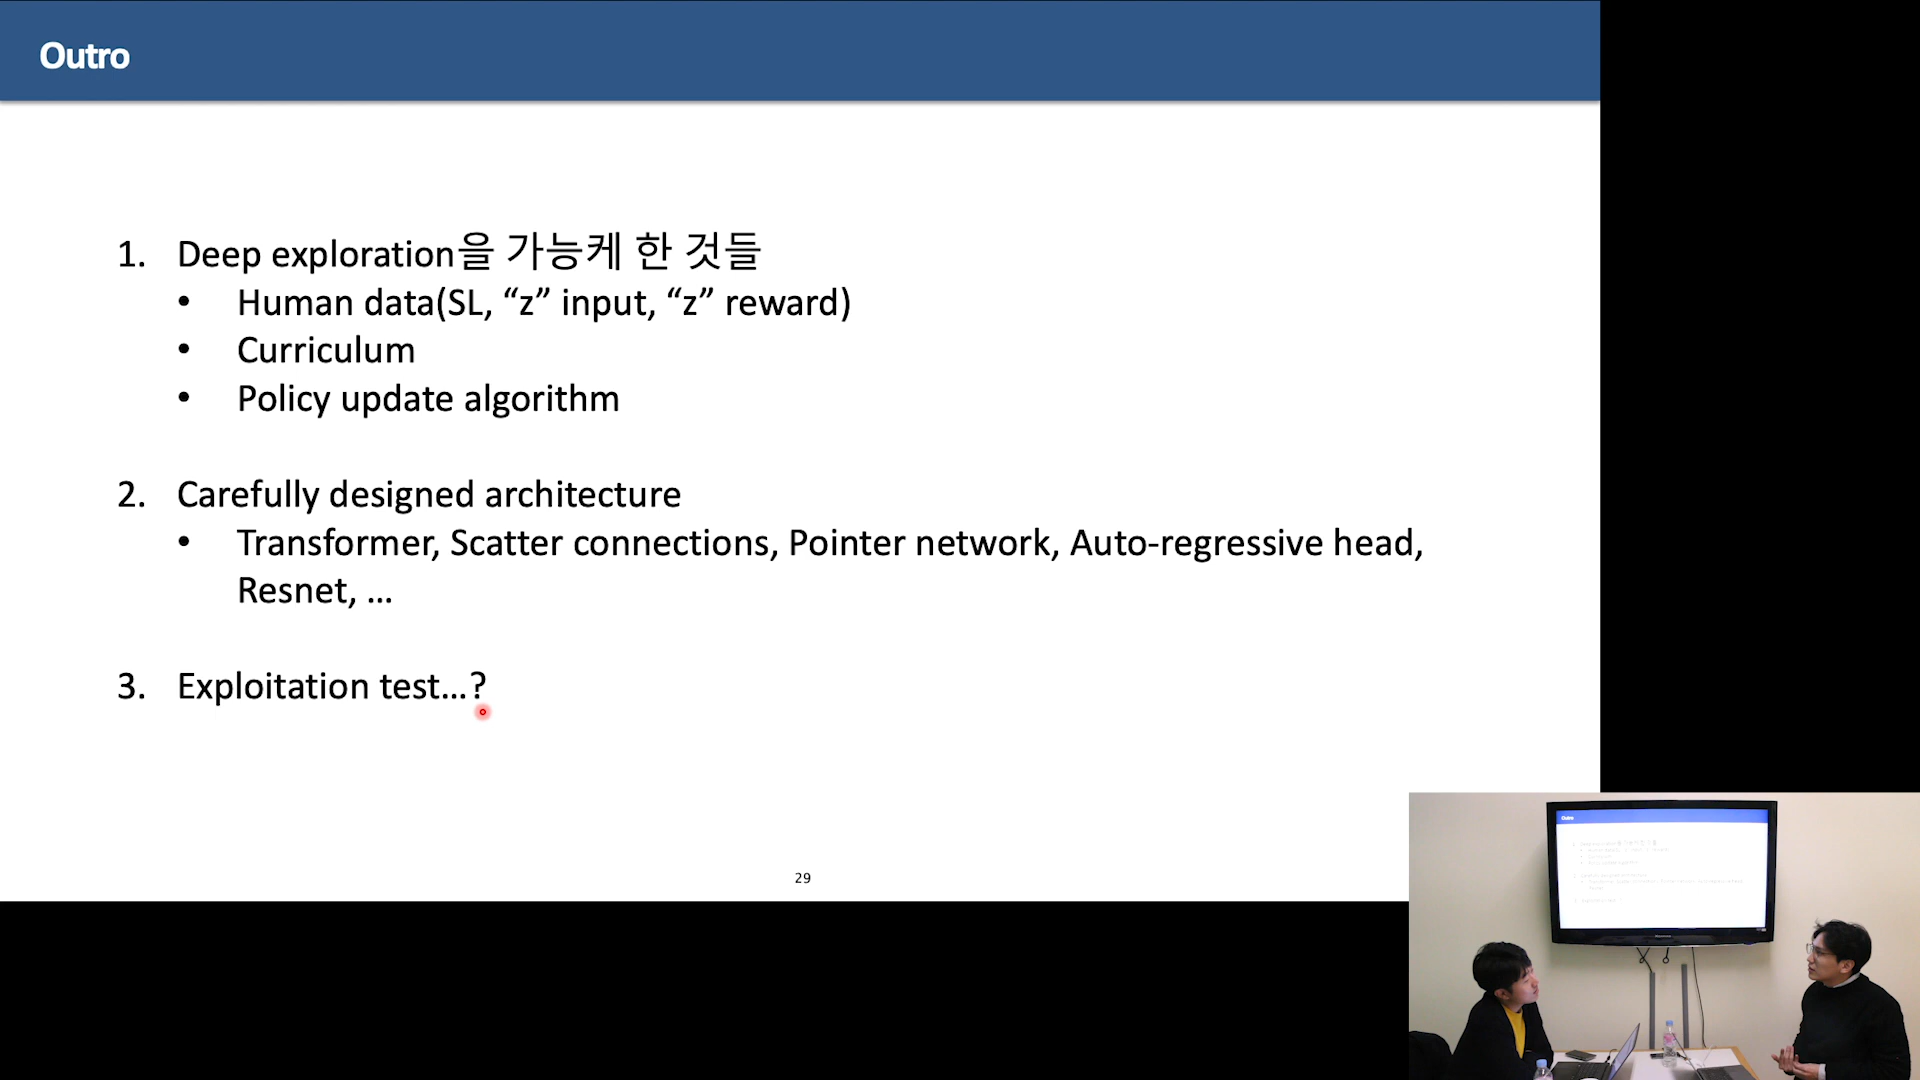 Outro
1. Deep exploration을 가능케 한 것들
• Human data(SL, “z” input, “z” reward)
• Curriculum
• Policy update algorithm
2. Carefully designed architecture
• Transformer, Scatter connections, Pointer network, Auto-regressive head,
Resnet, ...
3. Exploitation test...?
29
Outro